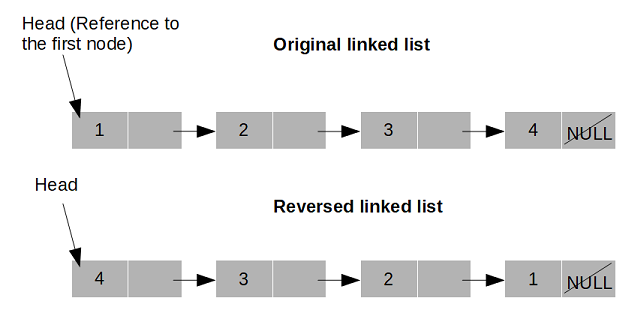 Head (Reference to
the first node)
Original linked list
1 2 3 4 NULL
Head
Reversed linked list
4 3 2 1 NULL